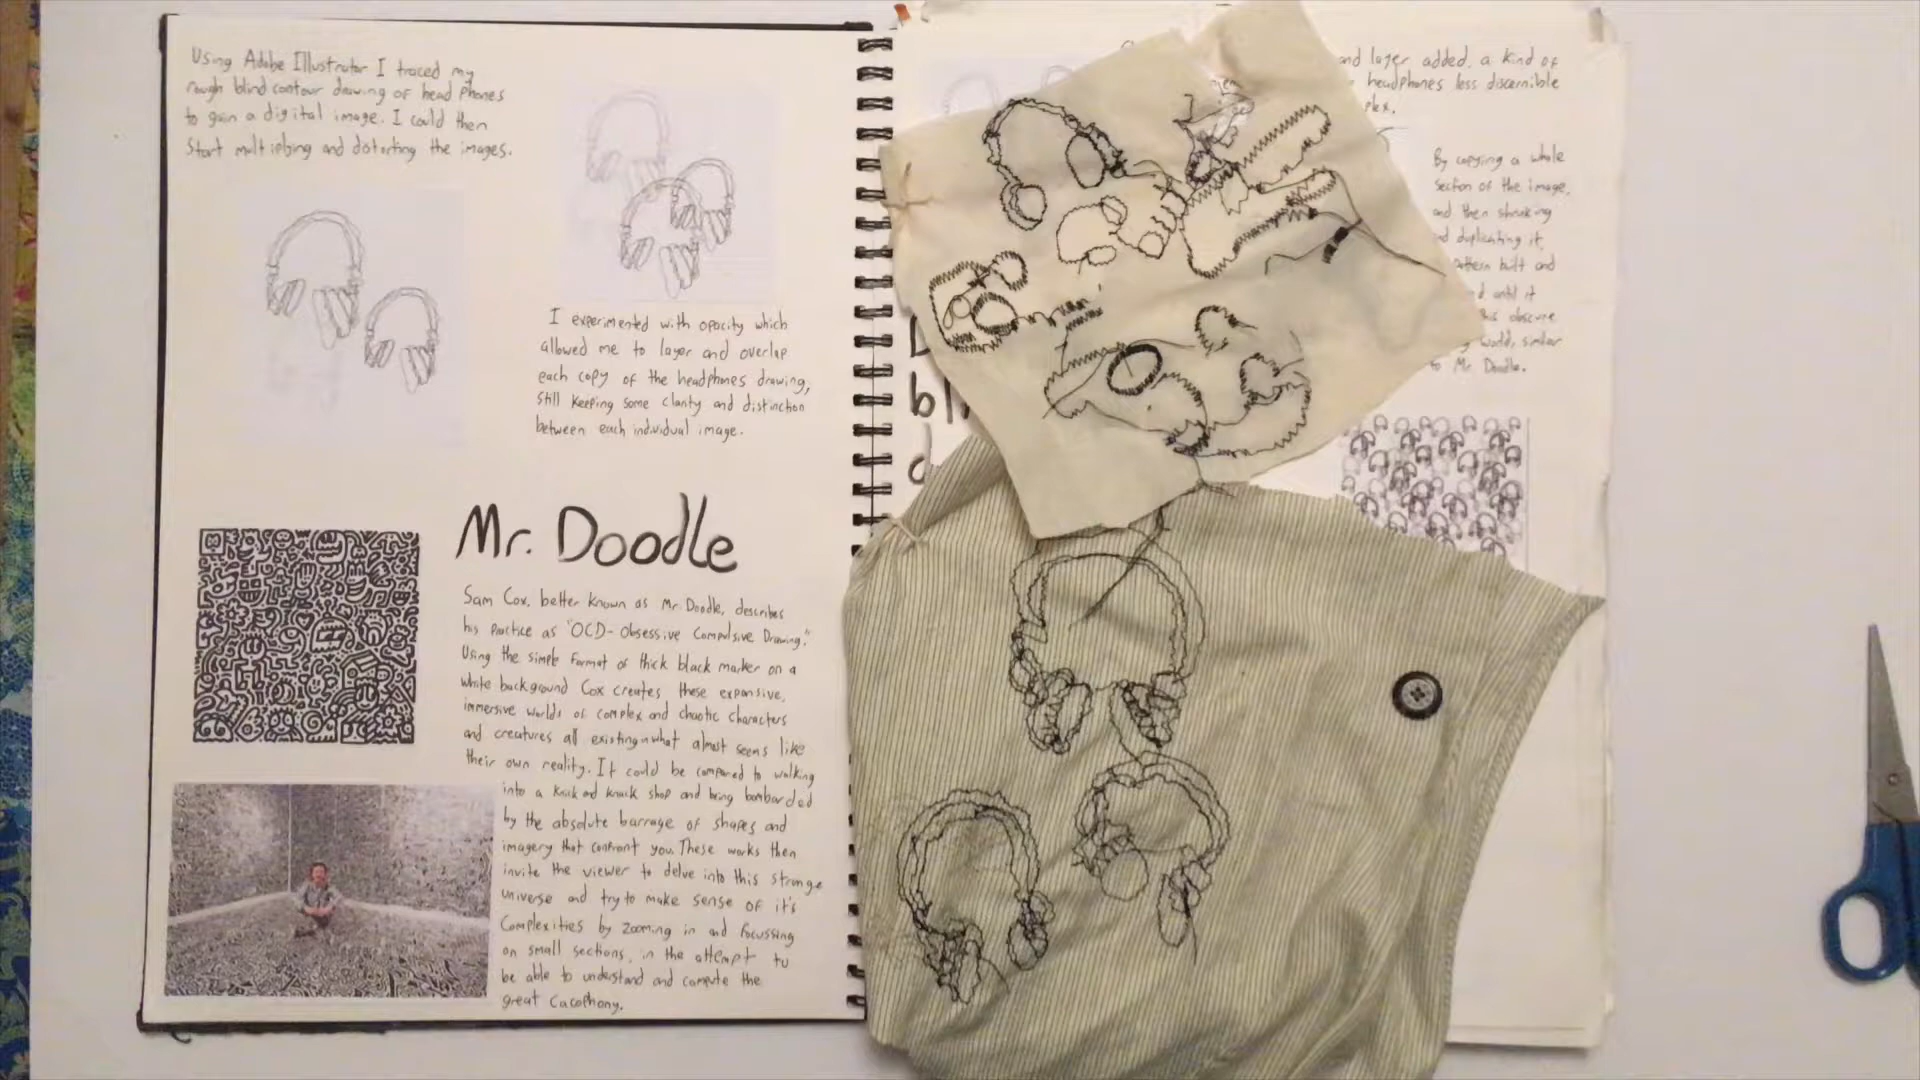 Using Adobe Illustrator I traced my
rough blind contour drawing of head phones
to gain a digital image. I could then
Start multiplying and distorting the images.
I experimented with opacity which
allowed me to layer and overlap
each copy of the headphones drawing,
still keeping some clarity and distinction
between each individual image.
Mr. Doodle
Sam Cox, better known as Mr. Doodle, describes
his practice as "OCD- Obsessive Compulsive Drawing."
Using the simple format of thick black marker on a
white background Cox creates these expansive,
immersive worlds of complex and chaotic characters
and creatures all existing in what almost seems like
their own reality. It could be compared to walking
into a knick and knack shop and being bombarded
by the absolute barrage of shapes and
imagery that confront you. These works then
invite the viewer to delve into this strange
universe and try to make sense of it's
Complexities by zooming in and focussing
on small sections, in the attempt to
be able to understand and compute the
great Cacophony.
and layer added, a kind of
headphones less discernible
By copying a whole
Section of the image,
and then shrinking
duplicating it,
built and
until it
obscure
world, similar
to Mr Doodle.